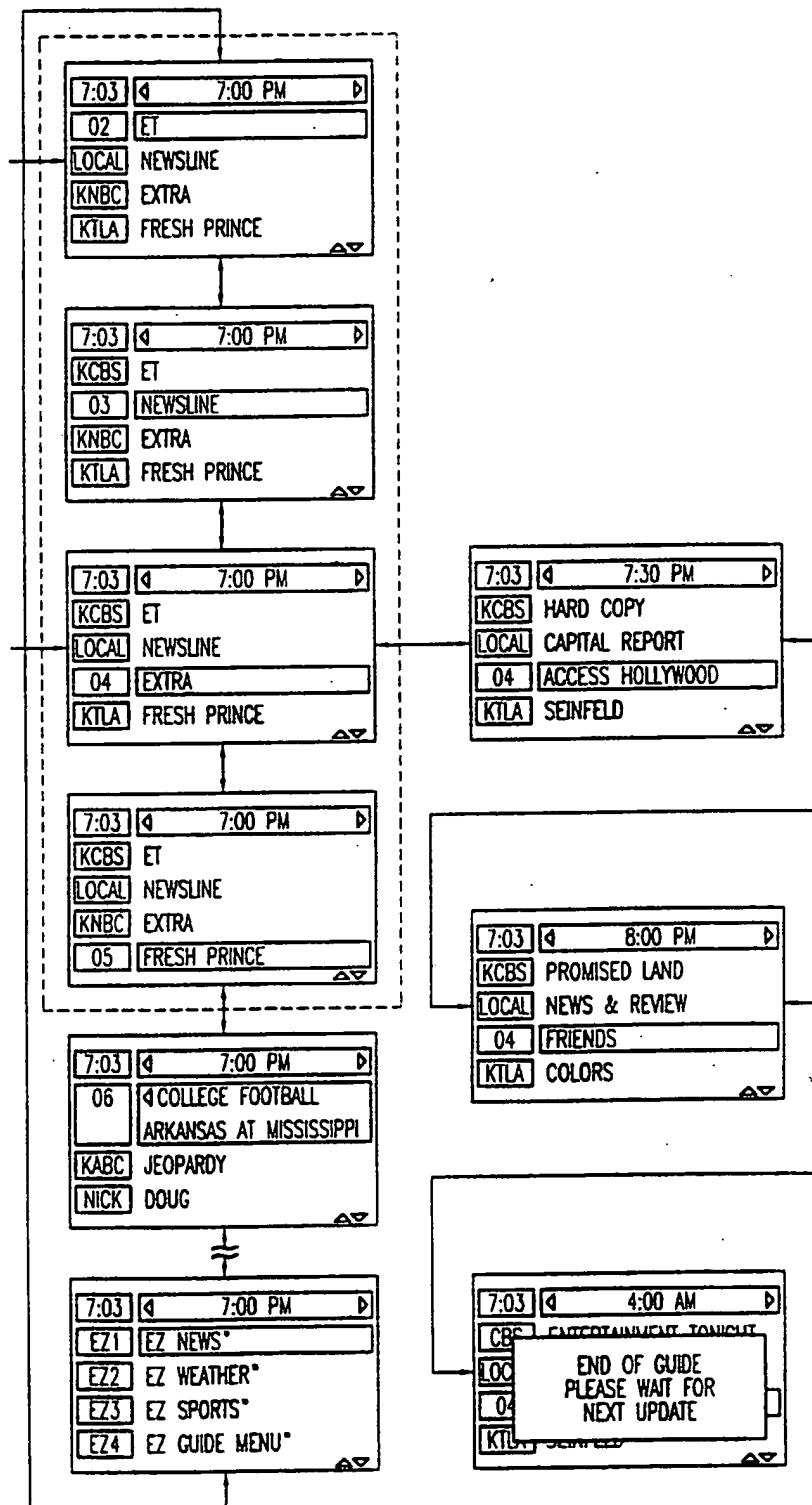 7:03 7:00 PM
02 ET
LOCAL NEWSLINE
KNBC EXTRA
KTLA FRESH PRINCE
7:03 7:00 PM
KCBS ET
03 NEWSLINE
KNBC EXTRA
KTLA FRESH PRINCE
7:03 7:00 PM
KCBS ET
LOCAL NEWSLINE
04 EXTRA
KTLA FRESH PRINCE
7:03 7:30 PM
KCBS HARD COPY
LOCAL CAPITAL REPORT
04 ACCESS HOLLYWOOD
KTLA SEINFELD
7:03 7:00 PM
KCBS ET
LOCAL NEWSLINE
KNBC EXTRA
05 FRESH PRINCE
7:03 8:00 PM
KCBS PROMISED LAND
LOCAL NEWS & REVIEW
04 FRIENDS
KTLA COLORS
7:03 7:00 PM
06 COLLEGE FOOTBALL
ARKANSAS AT MISSISSIPPI
KABC JEOPARDY
NICK DOUG
7:03 7:00 PM
EZ1 EZ NEWS*
EZ2 EZ WEATHER*
EZ3 EZ SPORTS*
EZ4 EZ GUIDE MENU*
7:03 4:00 AM
CBS ENTERTAINMENT TONIGHT
LOC
04
KTLA SEINFELD
END OF GUIDE
PLEASE WAIT FOR
NEXT UPDATE